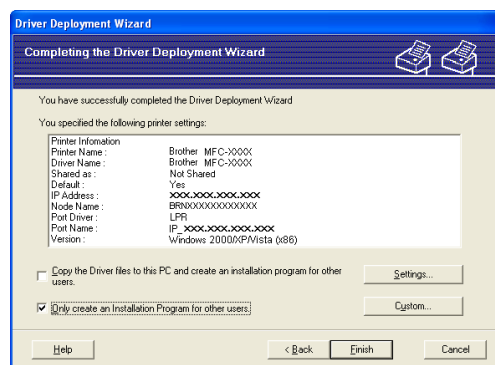 Driver Deployment Wizard
Completing the Driver Deployment Wizard
You have successfully completed the Driver Deployment Wizard
You specified the following printer settings:
Printer Infomation
Printer Name : Brother MFC-XXXX
Driver Name : Brother MFC-XXXX
Shared as : Not Shared
Default : Yes
IP Address : XXX.XXX.XXX.XXX
Node Name : BRNXXXXXXXXXXXX
Port Driver : LPR
Port Name : IP_XXX.XXX.XXX.XXX
Version : Windows 2000/XP/Vista (x86)
Copy the Driver files to this PC and create an installation program for other
users.
Settings...
Only create an Installation Program for other users.
Custom...
Help
< Back
Finish
Cancel